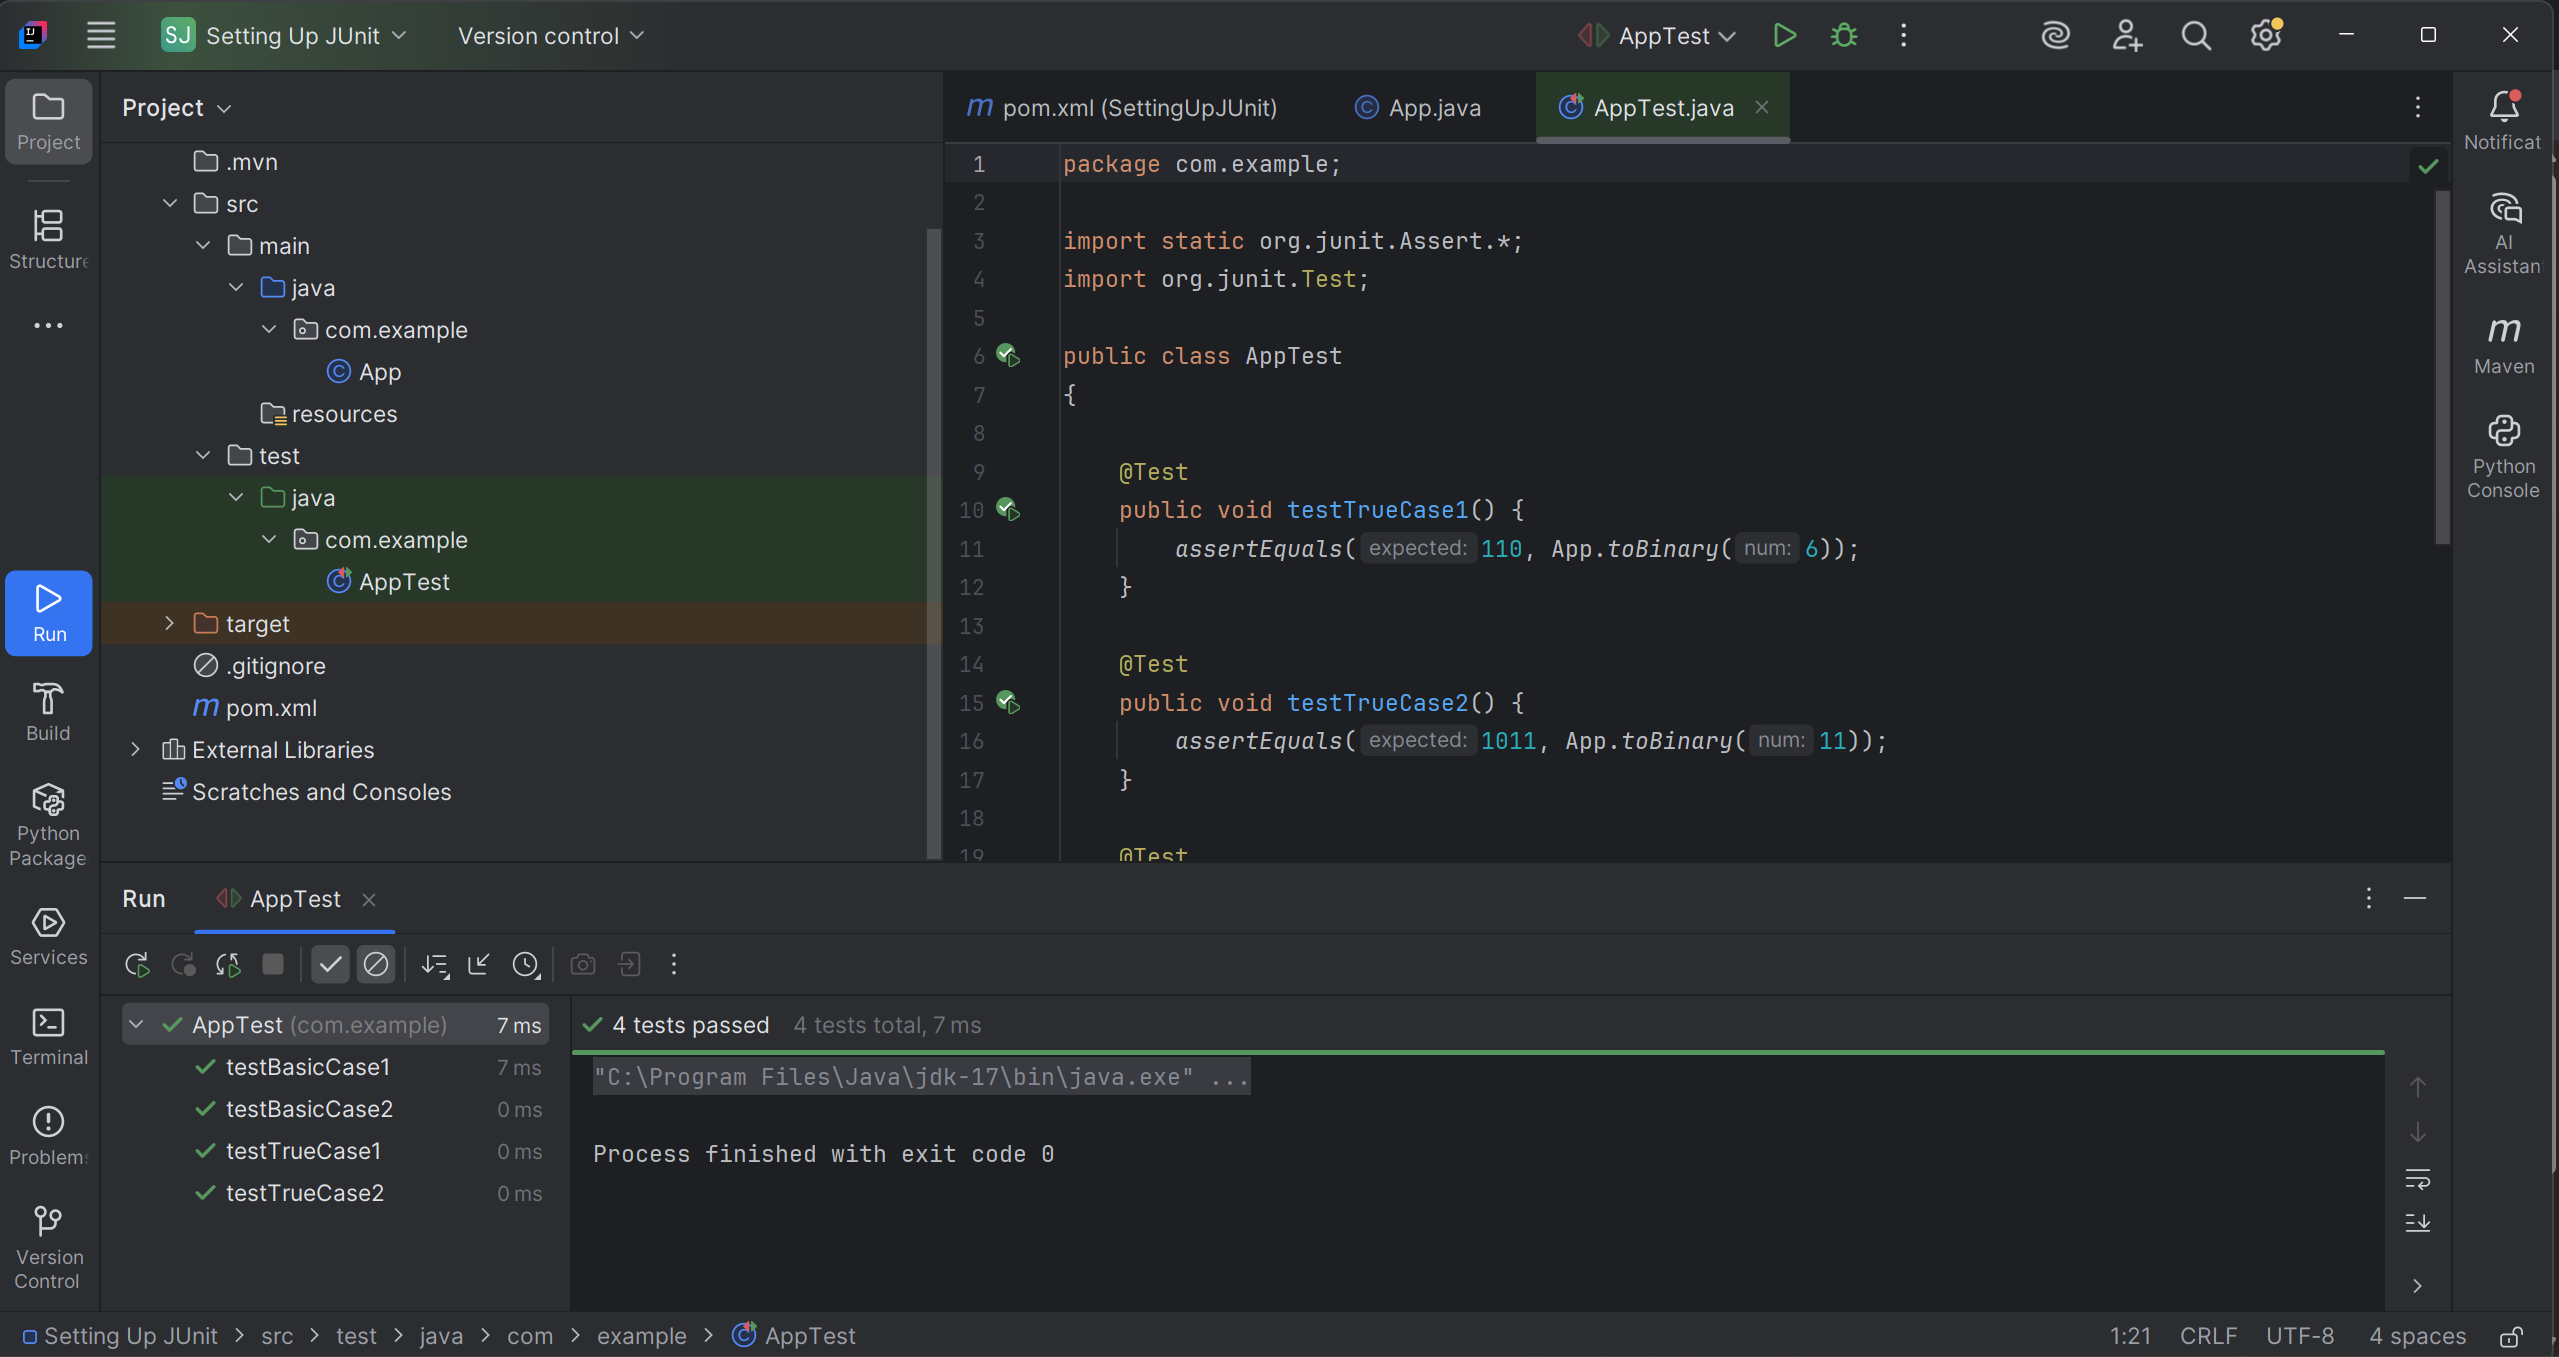 SJ Setting Up JUnit
Version control
AppTest
Project
Structure
Run
Build
Python
Package
Services
Terminal
Problem
Version
Control
Project
.mvn
src
main
java
com.example
App
resources
test
java
com.example
AppTest
target
.gitignore
pom.xml
External Libraries
Scratches and Consoles
pom.xml (SettingUpJUnit)
App.java
AppTest.java
1 package com.example;
2
3 import static org.junit.Assert.*;
4 import org.junit.Test;
5
6 public class AppTest
7 {
8
9 @Test
10 public void testTrueCase1() {
11 assertEquals( expected: 110, App.toBinary( num: 6));
12 }
13
14 @Test
15 public void testTrueCase2() {
16 assertEquals( expected: 1011, App.toBinary( num: 11));
17 }
18
19 @Test
Notificat
AI
Assistan
Maven
Python
Console
Run
AppTest
AppTest (com.example) 7 ms
testBasicCase1 7 ms
testBasicCase2 0 ms
testTrueCase1 0 ms
testTrueCase2 0 ms
4 tests passed 4 tests total, 7 ms
"C:\Program Files\Java\jdk-17\bin\java.exe" ...
Process finished with exit code 0
Setting Up JUnit > src > test > java > com > example > AppTest
1:21 CRLF UTF-8 4 spaces